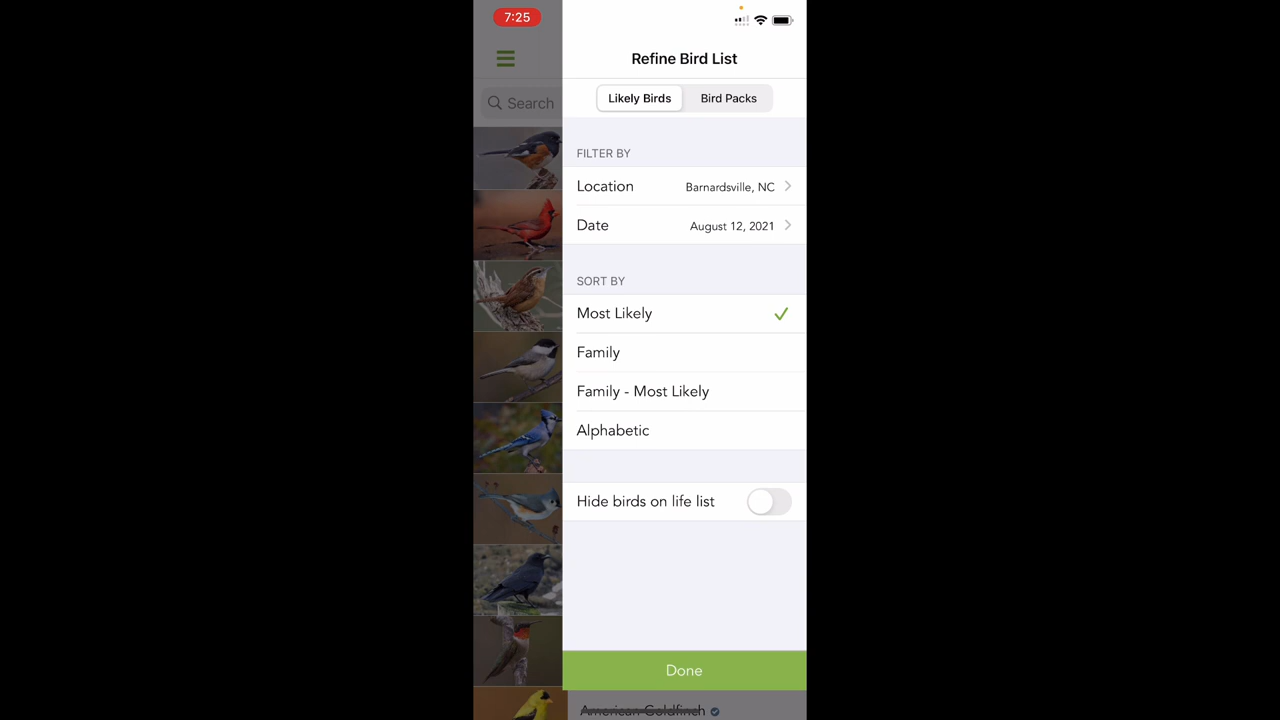 7:25
Refine Bird List
Search
Likely Birds Bird Packs
FILTER BY
Location Barnardsville, NC
Date August 12, 2021
SORT BY
Most Likely
Family
Family - Most Likely
Alphabetic
Hide birds on life list
Done
American Goldfinch